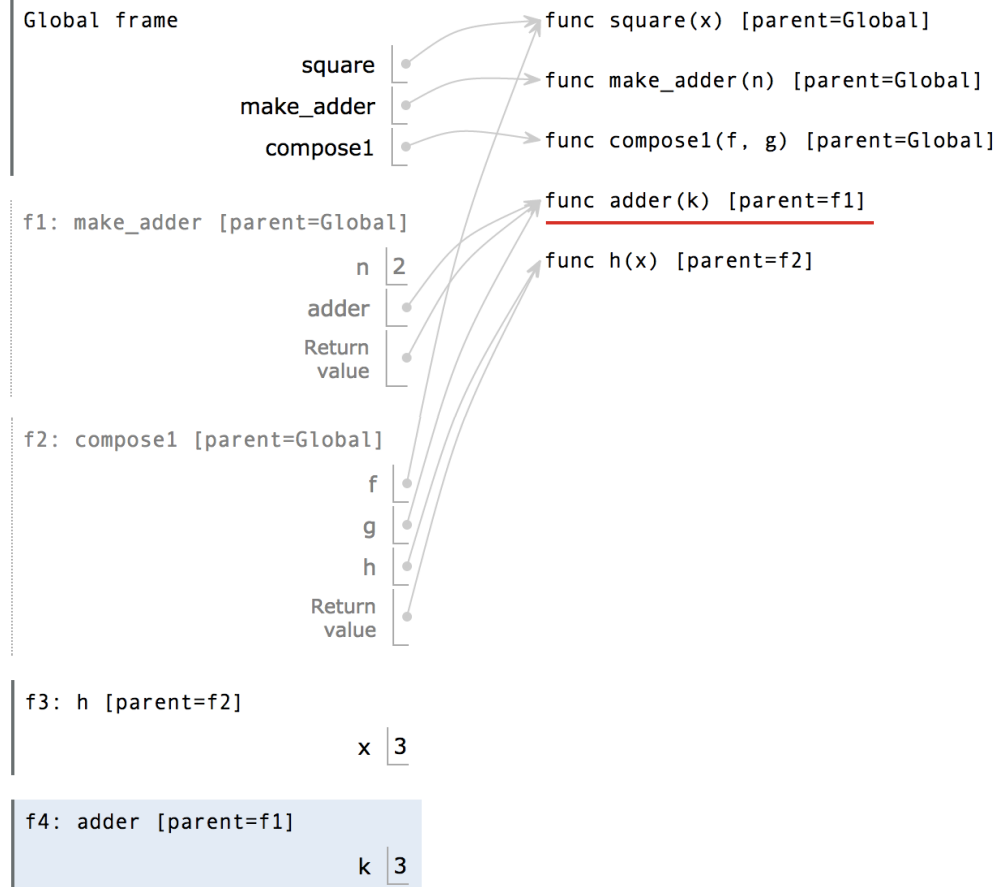 Global frame
square
make_adder
compose1
func square(x) [parent=Global]
func make_adder(n) [parent=Global]
func compose1(f, g) [parent=Global]
func adder(k) [parent=f1]
func h(x) [parent=f2]
f1: make_adder [parent=Global]
n 2
adder
Return
value
f2: compose1 [parent=Global]
f
g
h
Return
value
f3: h [parent=f2]
x 3
f4: adder [parent=f1]
k 3